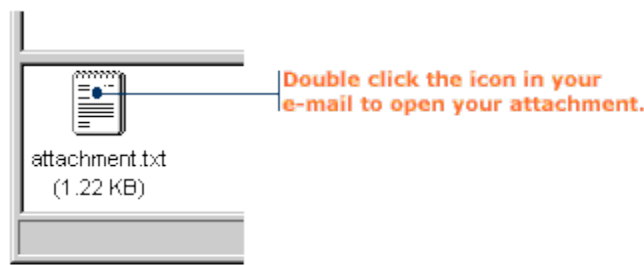 Double click the icon in your
e-mail to open your attachment.
attachment.txt
(1.22 KB)